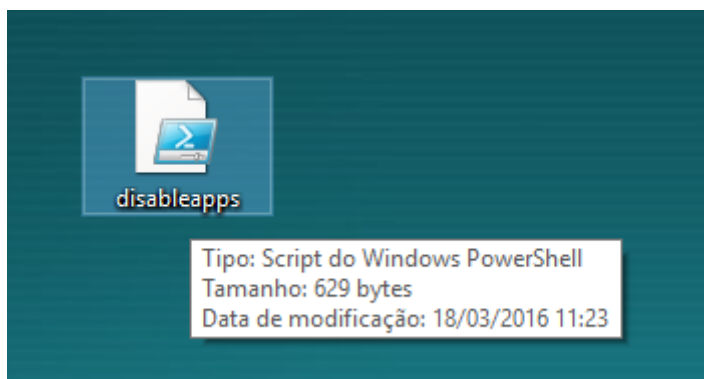 disableapps
Tipo: Script do Windows PowerShell
Tamanho: 629 bytes
Data de modificação: 18/03/2016 11:23